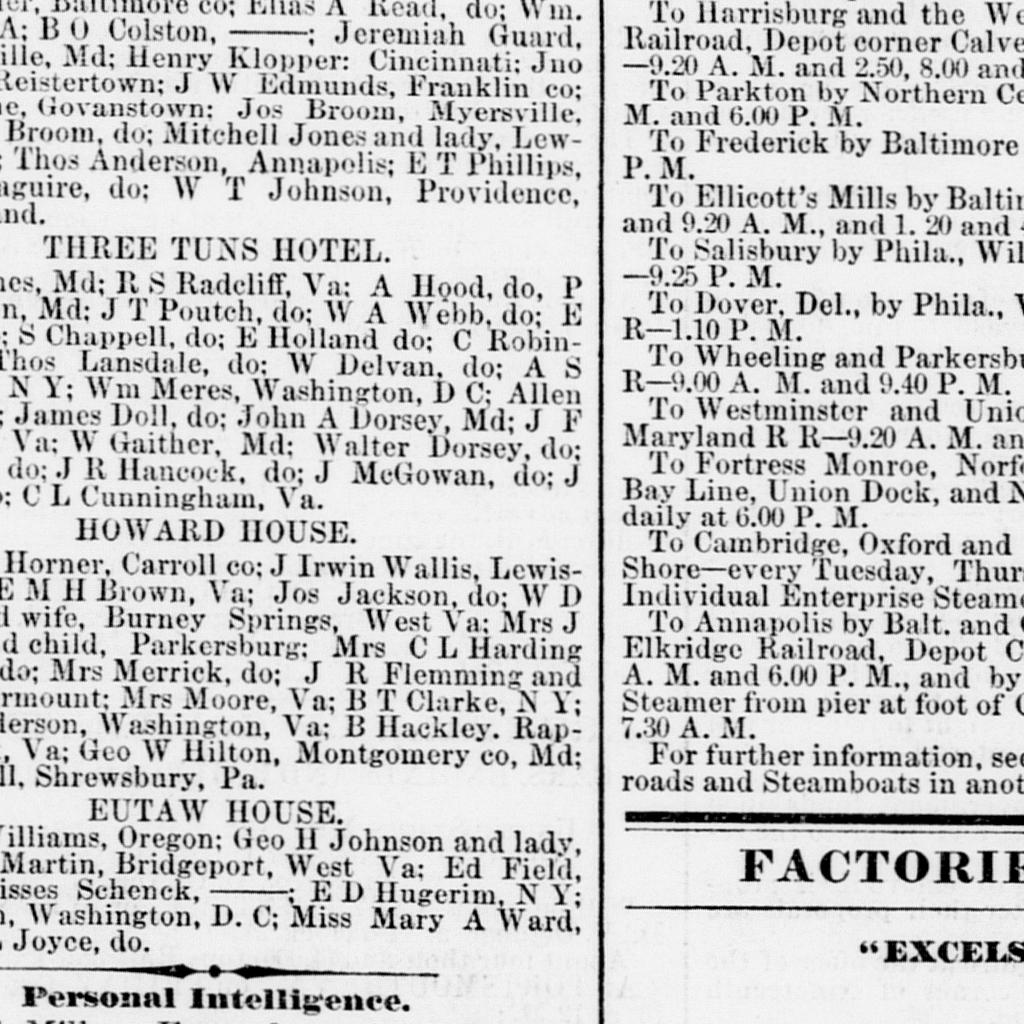 Baltimore co; Elias A Read, do; Wm.
A; B O Colston, ———; Jeremiah Guard,
ville, Md; Henry Klopper: Cincinnati; Jno
Reistertown; J W Edmunds, Franklin co;
Govanstown; Jos Broom, Myersville,
Broom, do; Mitchell Jones and lady, Lew-
; Thos Anderson, Annapolis; E T Phillips,
aguire, do; W T Johnson, Providence,
and.
THREE TUNS HOTEL.
nes, Md; R S Radcliff, Va; A Hood, do, P
n, Md; J T Poutch, do; W A Webb, do; E
; S Chappell, do; E Holland do; C Robin-
Thos Lansdale, do; W Delvan, do; A S
N Y; Wm Meres, Washington, D C; Allen
; James Doll, do; John A Dorsey, Md; J F
Va; W Gaither, Md; Walter Dorsey, do;
do; J R Hancock, do; J McGowan, do; J
o; C L Cunningham, Va.
HOWARD HOUSE.
Horner, Carroll co; J Irwin Wallis, Lewis-
E M H Brown, Va; Jos Jackson, do; W D
d wife, Burney Springs, West Va; Mrs J
d child, Parkersburg; Mrs C L Harding
do; Mrs Merrick, do; J R Flemming and
rmount; Mrs Moore, Va; B T Clarke, N Y;
derson, Washington, Va; B Hackley. Rap-
, Va; Geo W Hilton, Montgomery co, Md;
ll, Shrewsbury, Pa.
EUTAW HOUSE.
Williams, Oregon; Geo H Johnson and lady,
Martin, Bridgeport, West Va; Ed Field,
isses Schenck, ———; E D Hugerim, N Y;
n, Washington, D. C; Miss Mary A Ward,
Joyce, do.
Personal Intelligence.
To Harrisburg and the We
Railroad, Depot corner Calve
—9.20 A. M. and 2.50, 8.00 and
To Parkton by Northern Ce
M. and 6.00 P. M.
To Frederick by Baltimore
P. M.
To Ellicott's Mills by Baltim
and 9.20 A. M., and 1. 20 and 4
To Salisbury by Phila., Wil
—9.25 P. M.
To Dover, Del., by Phila., W
R—1.10 P. M.
To Wheeling and Parkersbu
R—9.00 A. M. and 9.40 P. M.
To Westminster and Unio
Maryland R R—9.20 A. M. an
To Fortress Monroe, Norfo
Bay Line, Union Dock, and N
daily at 6.00 P. M.
To Cambridge, Oxford and
Shore—every Tuesday, Thurs
Individual Enterprise Steame
To Annapolis by Balt. and O
Elkridge Railroad, Depot C
A. M. and 6.00 P. M., and by
Steamer from pier at foot of C
7.30 A. M.
For further information, see
roads and Steamboats in anot
FACTORIE
“EXCELS